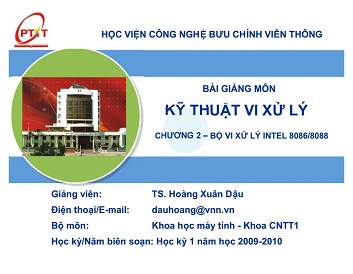 PTIT
HỌC VIỆN CÔNG NGHỆ BƯU CHÍNH VIỄN THÔNG
BÀI GIẢNG MÔN
KỸ THUẬT VI XỬ LÝ
CHƯƠNG 2 – BỘ VI XỬ LÝ INTEL 8086/8088
Giảng viên: TS. Hoàng Xuân Dậu
Điện thoại/E-mail: dauhoang@vnn.vn
Bộ môn: Khoa học máy tính - Khoa CNTT1
Học kỳ/Năm biên soạn: Học kỳ 1 năm học 2009-2010